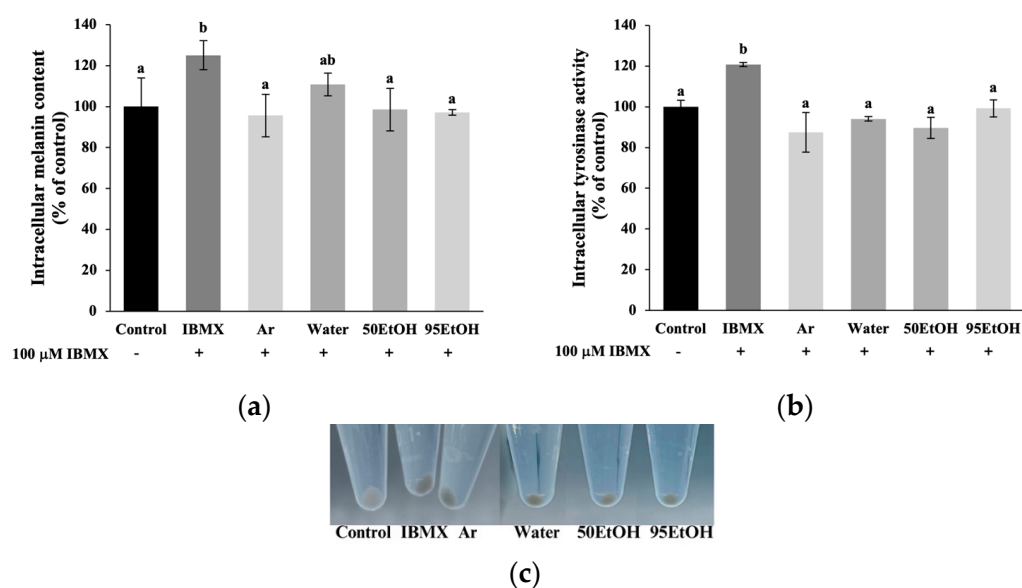 Intracellular melanin content
(% of control)
140
120
100
80
60
40
20
0
a
b
a
ab
a
a
Control IBMX Ar Water 50EtOH 95EtOH
100 μM IBMX - + + + + +
(a)
Intracellular tyrosinase activity
(% of control)
140
120
100
80
60
40
20
0
a
b
a
a
a
a
Control IBMX Ar Water 50EtOH 95EtOH
100 μM IBMX - + + + + +
(b)
Control IBMX Ar Water 50EtOH 95EtOH
(c)